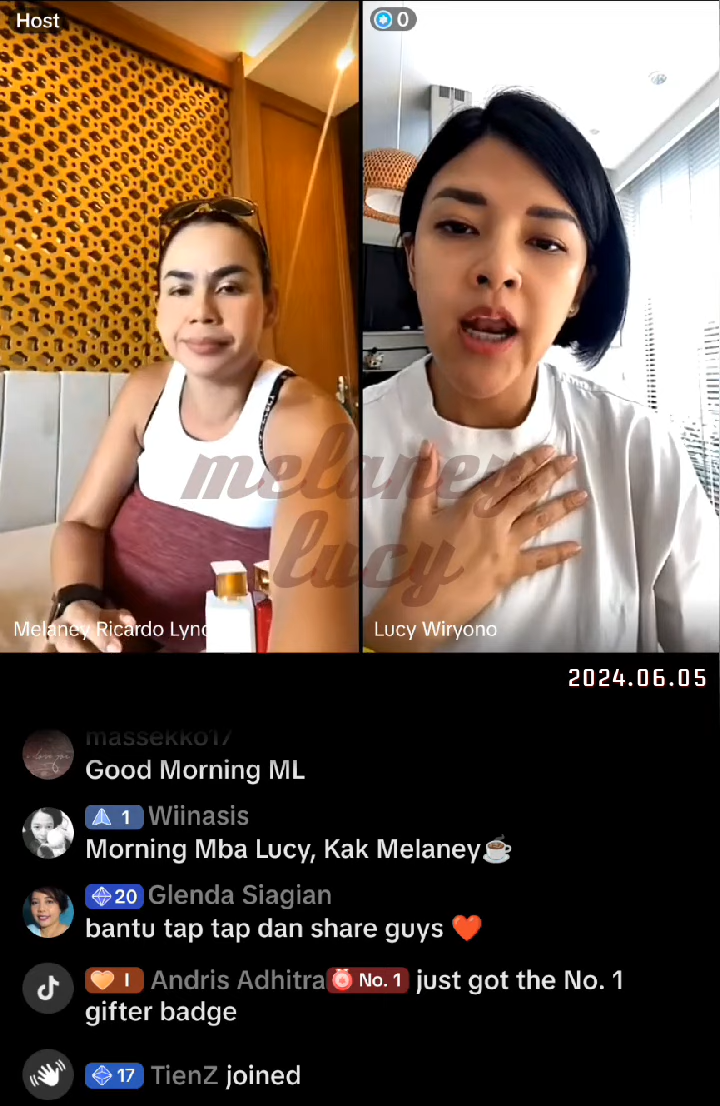 Host
0
melaney
lucy
Melaney Ricardo Lync
Lucy Wiryono
2024.06.05
massekko17
Good Morning ML
1 Wiinasis
Morning Mba Lucy, Kak Melaney
20 Glenda Siagian
bantu tap tap dan share guys
I Andris Adhitra No. 1 just got the No. 1
gifter badge
17 TienZ joined